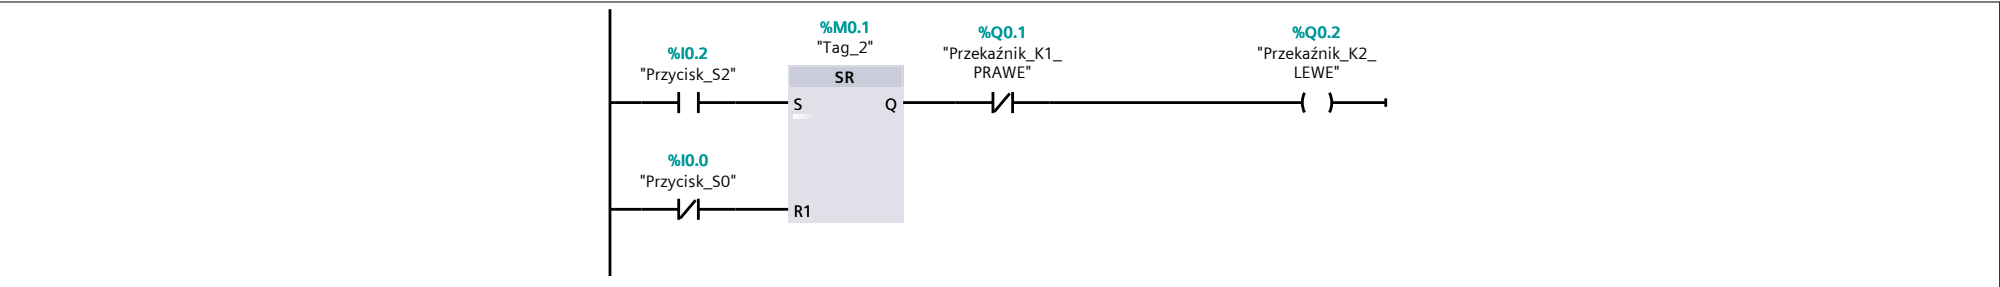 %M0.1
"Tag_2"
%Q0.1
"Przekaźnik_K1_
PRAWE"
%Q0.2
"Przekaźnik_K2_
LEWE"
%I0.2
"Przycisk_S2"
SR
S
Q
%I0.0
"Przycisk_S0"
R1